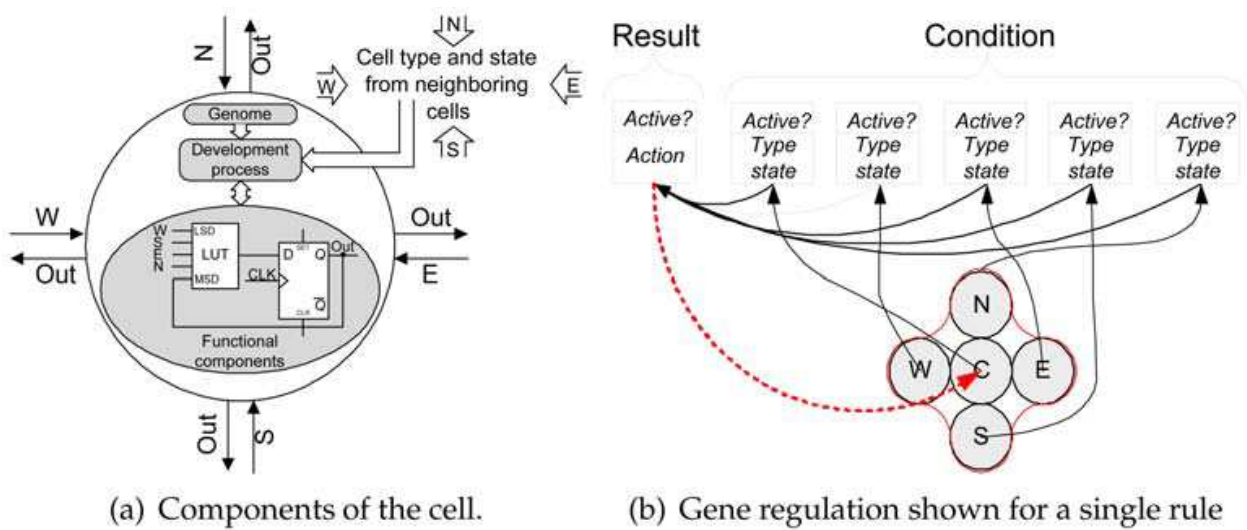 N
Out
N
Cell type and state
from neighboring
cells
W
E
S
Genome
Development
process
W
Out
Out
E
W
S
E
N
LSD
LUT
MSD
CLK
D
SET
Q
Out
Q
CLR
Functional
components
Out
S
(a) Components of the cell.
Result
Condition
Active?
Action
Active?
Type
state
Active?
Type
state
Active?
Type
state
Active?
Type
state
Active?
Type
state
N
W
C
E
S
(b) Gene regulation shown for a single rule